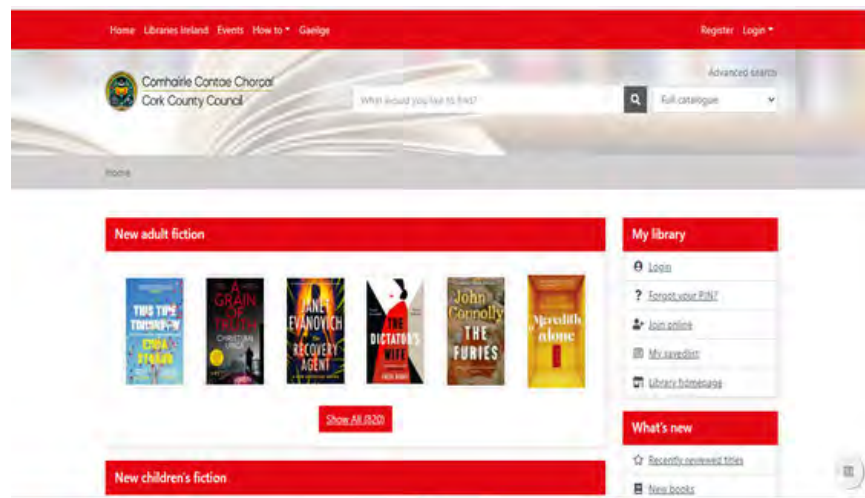 Home Libraries Ireland Events How to Gaeilge
Register Login
Advanced search
Comhairle Contae Chorcaí
Cork County Council
What would you like to find?
Full catalogue
Home
New adult fiction
THIS TIME
TOMORROW
EMMA
STRAUB
A
GRAIN
OF
TRUTH
CHRISTIAN
UNGE
JANET
EVANOVICH
The
RECOVERY
AGENT
THE
DICTATOR'S
WIFE
John
Connolly
THE
FURIES
Meredith
alone
Show All (820)
New children's fiction
My library
Login
Forgot your PIN?
Join online
My savedlist
Library homepage
What's new
Recently reviewed titles
New books